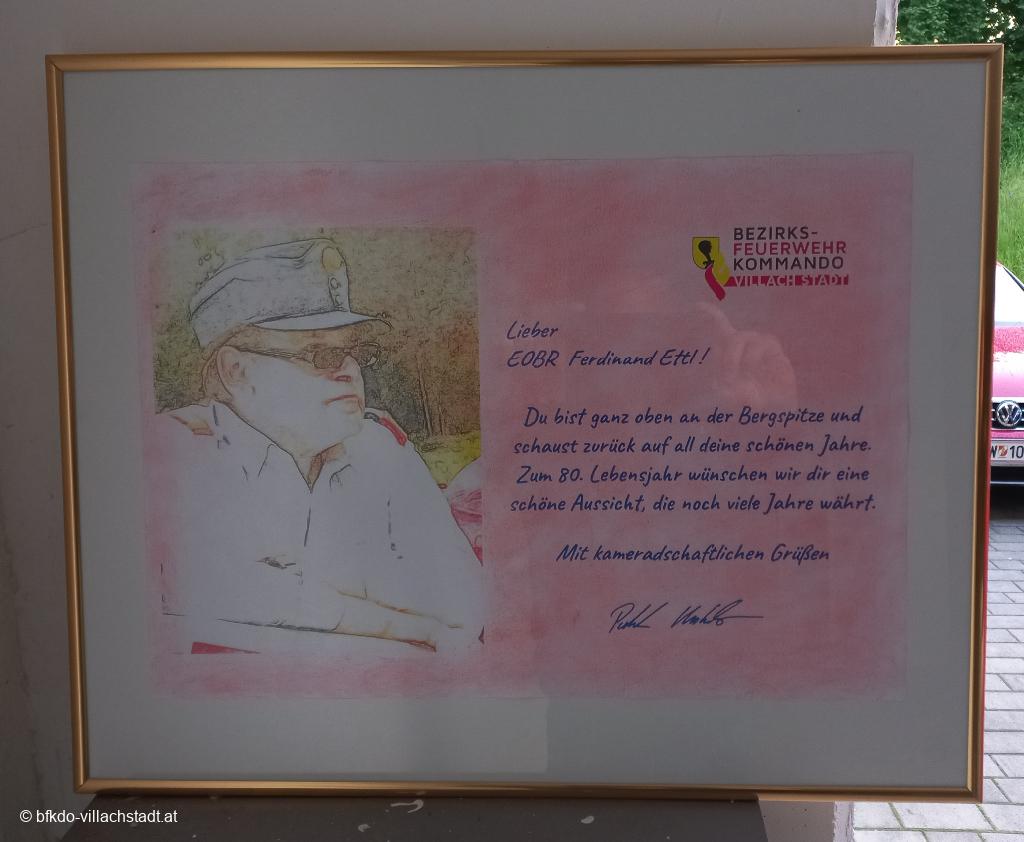 BEZIRKS-
FEUERWEHR
KOMMANDO
VILLACH STADT
Lieber
EOBR Ferdinand Ettl!
Du bist ganz oben an der Bergspitze und
schaust zurück auf all deine schönen Jahre.
Zum 80. Lebensjahr wünschen wir dir eine
schöne Aussicht, die noch viele Jahre währt.
Mit kameradschaftlichen Grüßen
© bfkdo-villachstadt.at